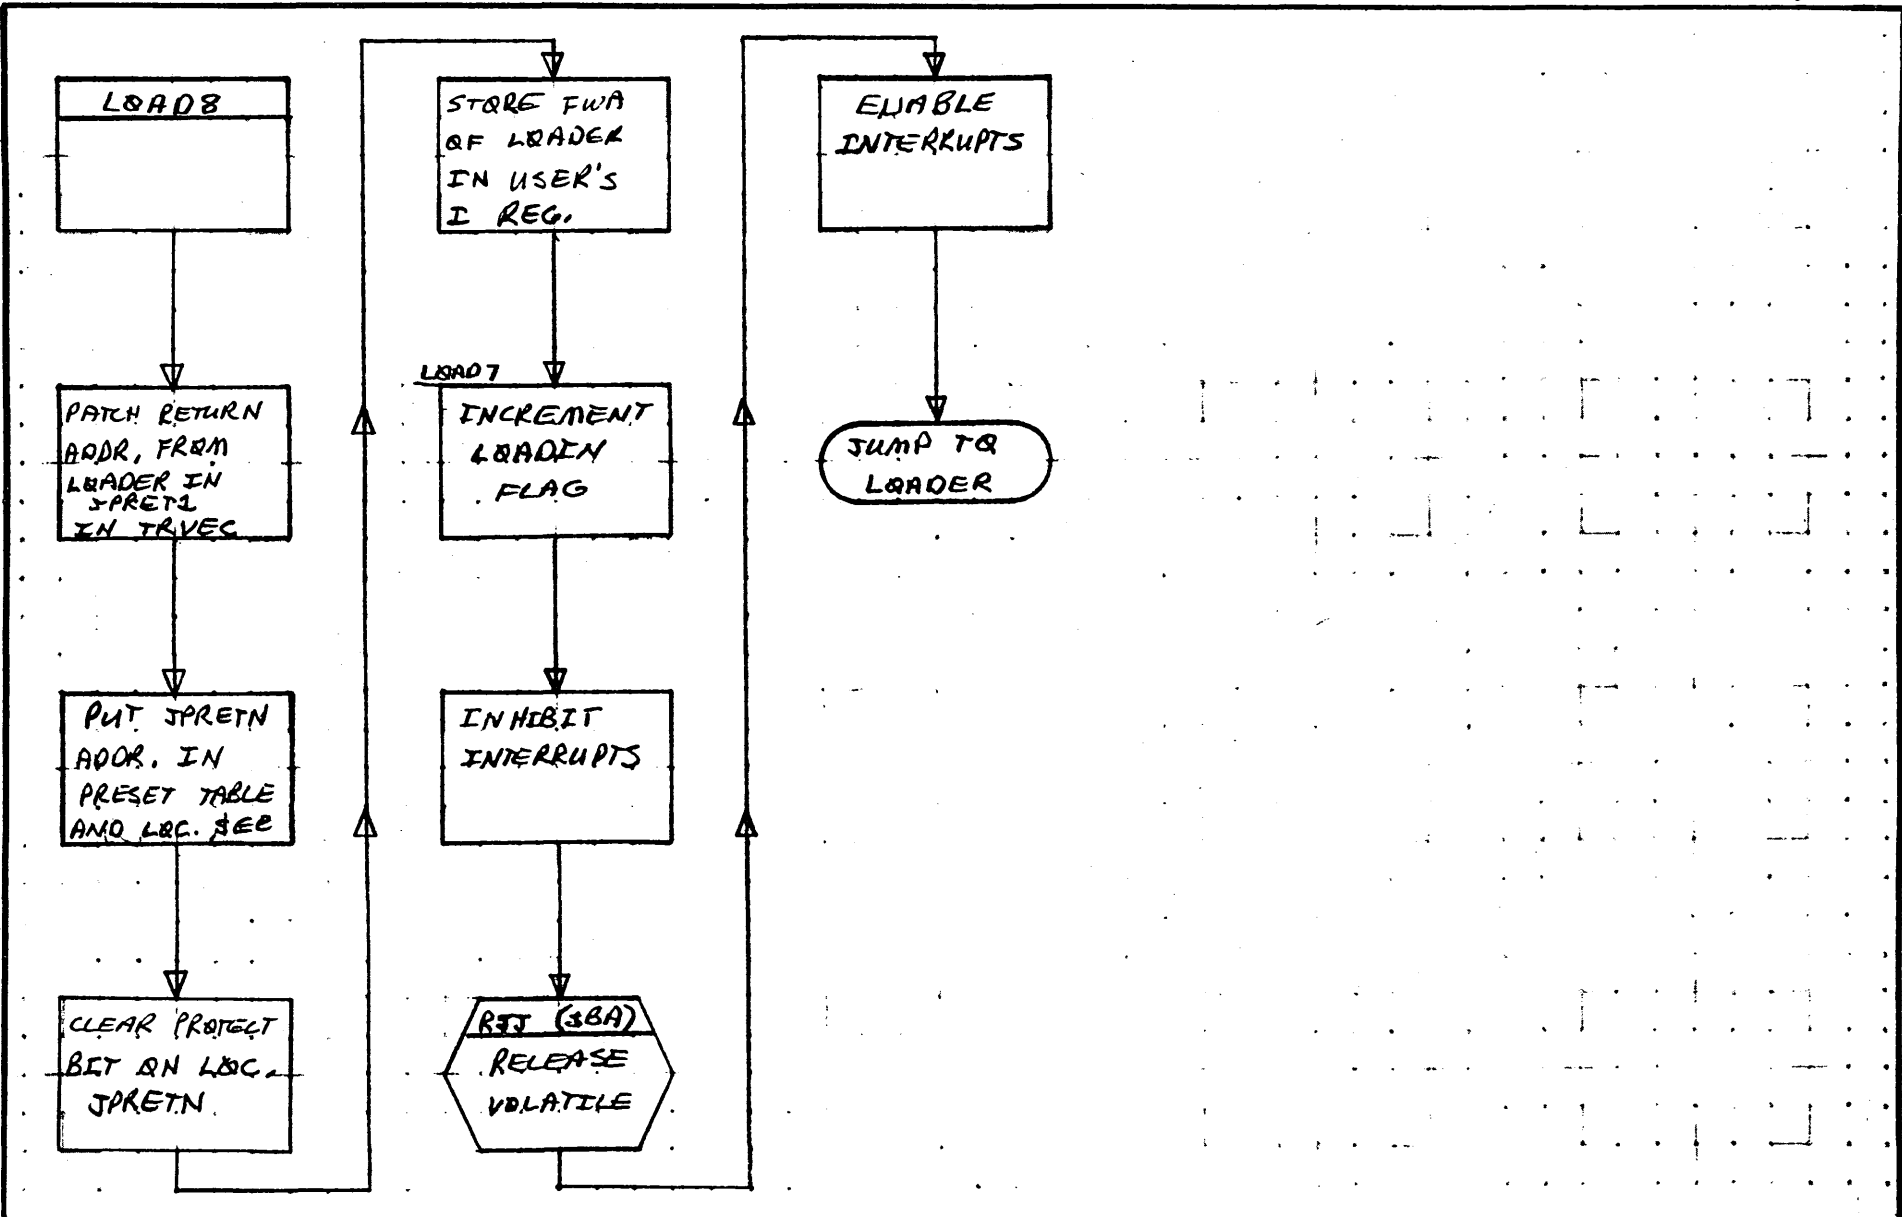 LOAD8
PATCH RETURN
ADDR, FROM
LOADER IN
JPRET1
IN TRVEC
PUT JPRETN
ADDR. IN
PRESET TABLE
AND LOC.
CLEAR PROTECT
BIT ON LOC.
JPRETN
STORE FWA
OF LOADER
IN USER'S
I REG.
LOAD7
INCREMENT
LOADIN
FLAG
INHIBIT
INTERRUPTS
($BA)
RELEASE
VOLATILE
ENABLE
INTERRUPTS
JUMP TO
LOADER